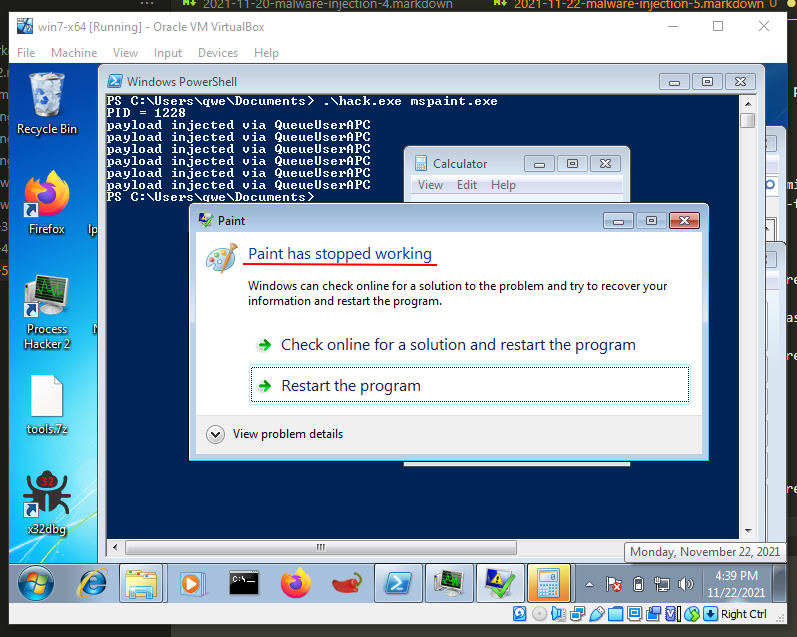 2021-11-20-malware-injection-4.markdown
2021-11-22-malware-injection-5.markdown
win7-x64 [Running] - Oracle VM VirtualBox
File Machine View Input Devices Help
Recycle Bin
Firefox
Process
Hacker 2
tools.7z
x32dbg
Windows PowerShell
PS C:\Users\qwe\Documents> .\hack.exe mspaint.exe
PID = 1228
payload injected via QueueUserAPC
payload injected via QueueUserAPC
payload injected via QueueUserAPC
payload injected via QueueUserAPC
payload injected via QueueUserAPC
payload injected via QueueUserAPC
PS C:\Users\qwe\Documents>
Calculator
View Edit Help
Paint
Paint has stopped working
Windows can check online for a solution to the problem and try to recover your
information and restart the program.
Check online for a solution and restart the program
Restart the program
View problem details
Monday, November 22, 2021
4:39 PM
11/22/2021
Right Ctrl